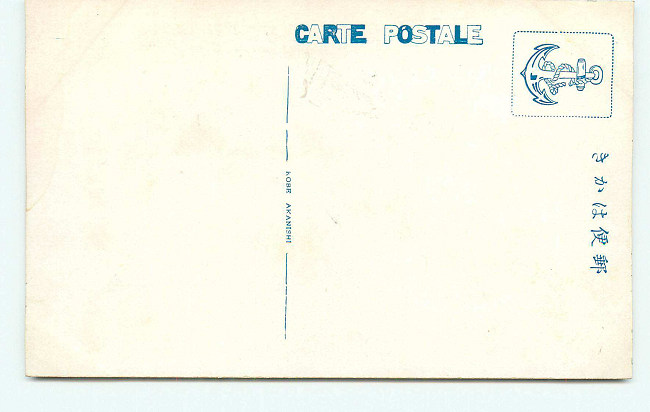 CARTE POSTALE
KOBE AKANISHI
きかは便郵